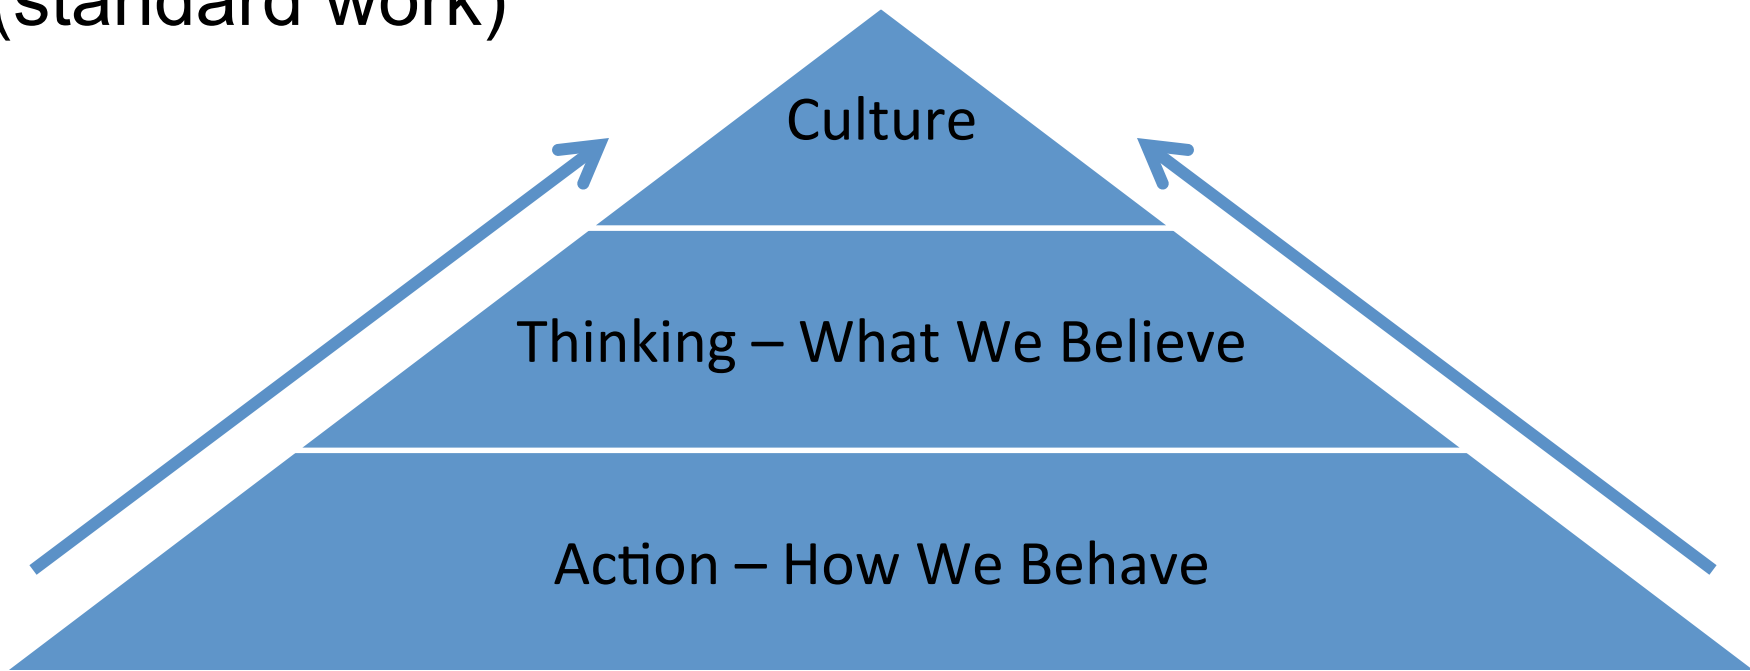 (standard work)
Culture
Thinking – What We Believe
Action – How We Behave